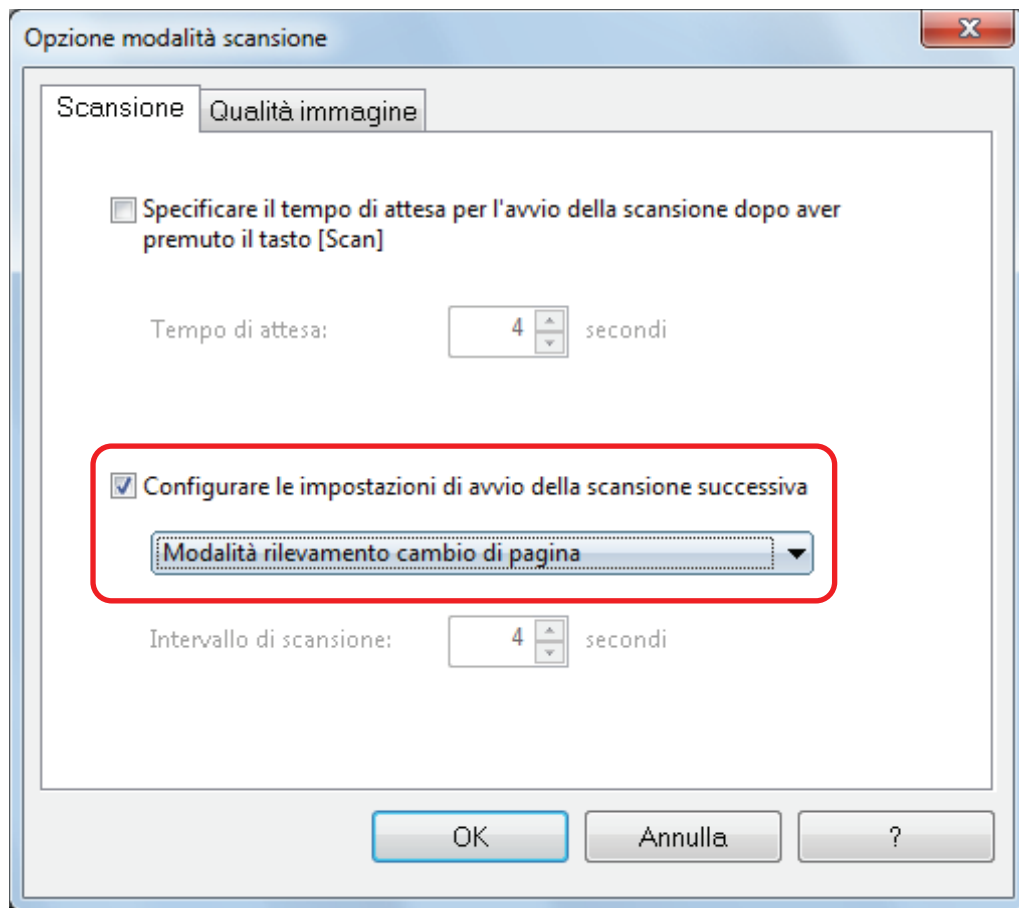 Opzione modalità scansione
x
Scansione
Qualità immagine
Specificare il tempo di attesa per l'avvio della scansione dopo aver
premuto il tasto [Scan]
Tempo di attesa: 4 secondi
Configurare le impostazioni di avvio della scansione successiva
Modalità rilevamento cambio di pagina
Intervallo di scansione: 4 secondi
OK Annulla ?